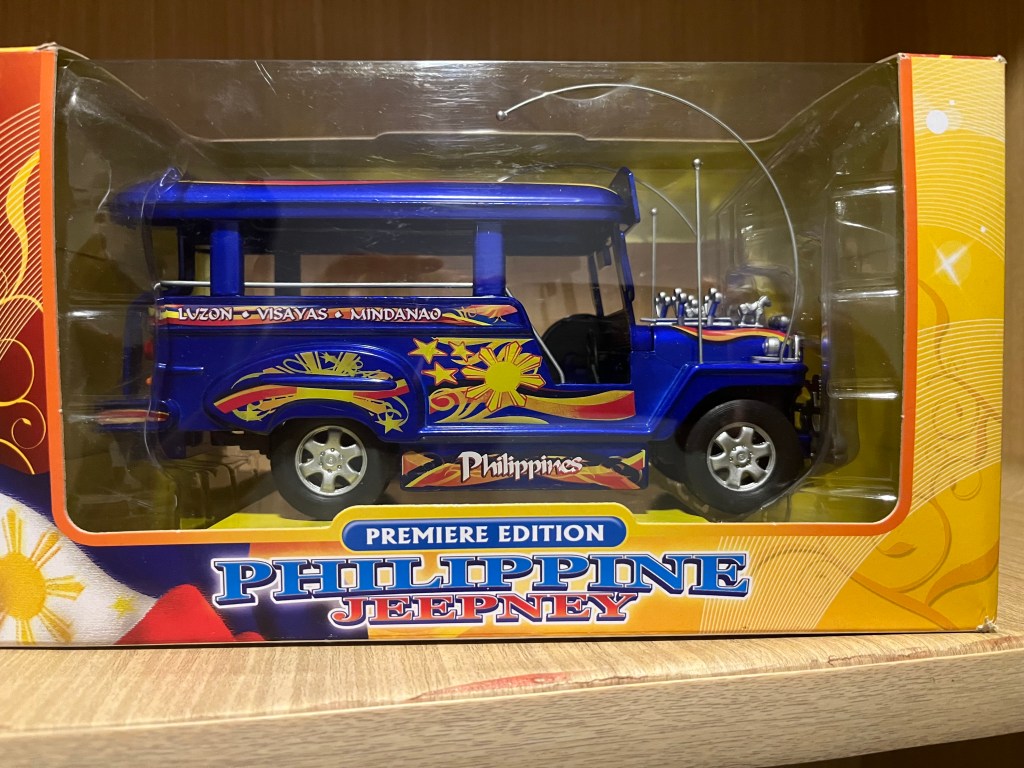 LUZON • VISAYAS • MINDANAO
Philippines
PREMIERE EDITION
PHILIPPINE
JEEPNEY